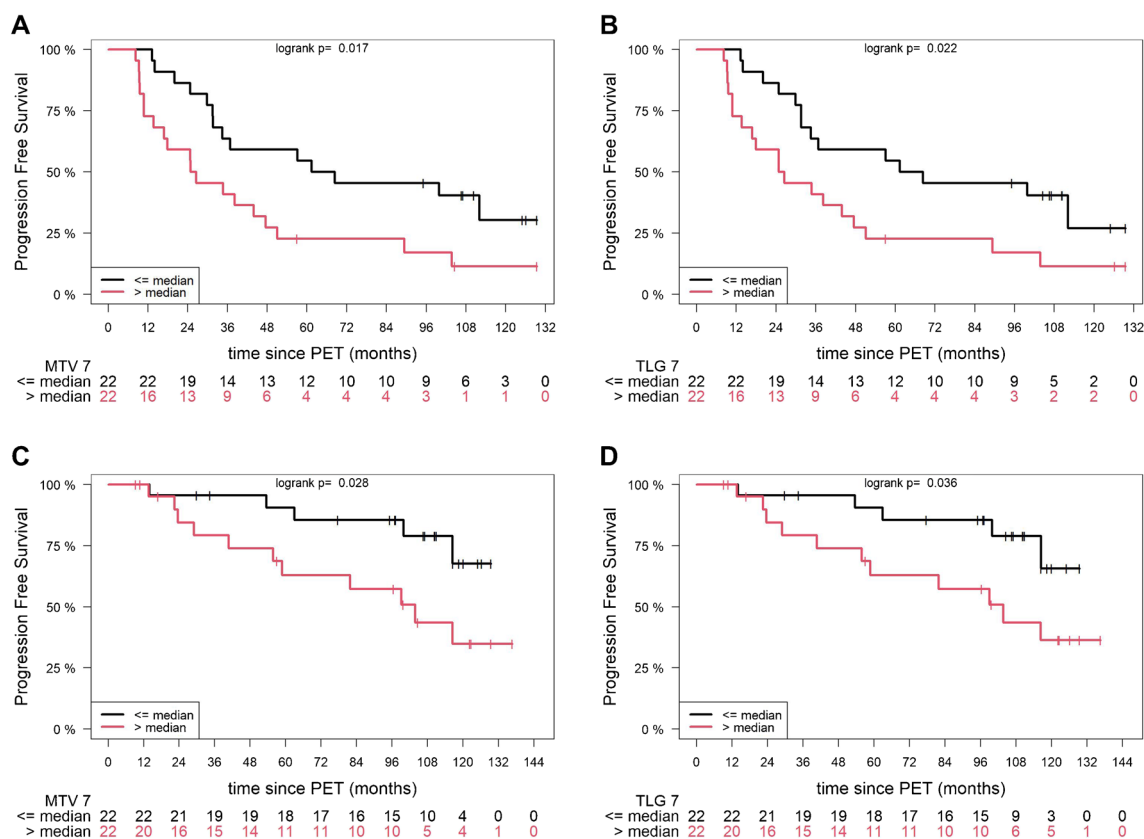 A
logrank p= 0.017
Progression Free Survival
100 %
75 %
50 %
25 %
0 %
<= median
> median
0 12 24 36 48 60 72 84 96 108 120 132
time since PET (months)
MTV 7
<= median 22 22 19 14 13 12 10 10 9 6 3 0
> median 22 16 13 9 6 4 4 4 3 1 1 0
B
logrank p= 0.022
Progression Free Survival
100 %
75 %
50 %
25 %
0 %
<= median
> median
0 12 24 36 48 60 72 84 96 108 120 132
time since PET (months)
TLG 7
<= median 22 22 19 14 13 12 10 10 9 5 2 0
> median 22 16 13 9 6 4 4 4 3 2 2 0
C
logrank p= 0.028
Progression Free Survival
100 %
75 %
50 %
25 %
0 %
<= median
> median
0 12 24 36 48 60 72 84 96 108 120 132 144
time since PET (months)
MTV 7
<= median 22 22 21 19 19 18 17 16 15 10 4 0 0
> median 22 20 16 15 14 11 11 10 10 5 4 1 0
D
logrank p= 0.036
Progression Free Survival
100 %
75 %
50 %
25 %
0 %
<= median
> median
0 12 24 36 48 60 72 84 96 108 120 132 144
time since PET (months)
TLG 7
<= median 22 22 21 19 19 18 17 16 15 9 3 0 0
> median 22 20 16 15 14 11 11 10 10 6 5 1 0